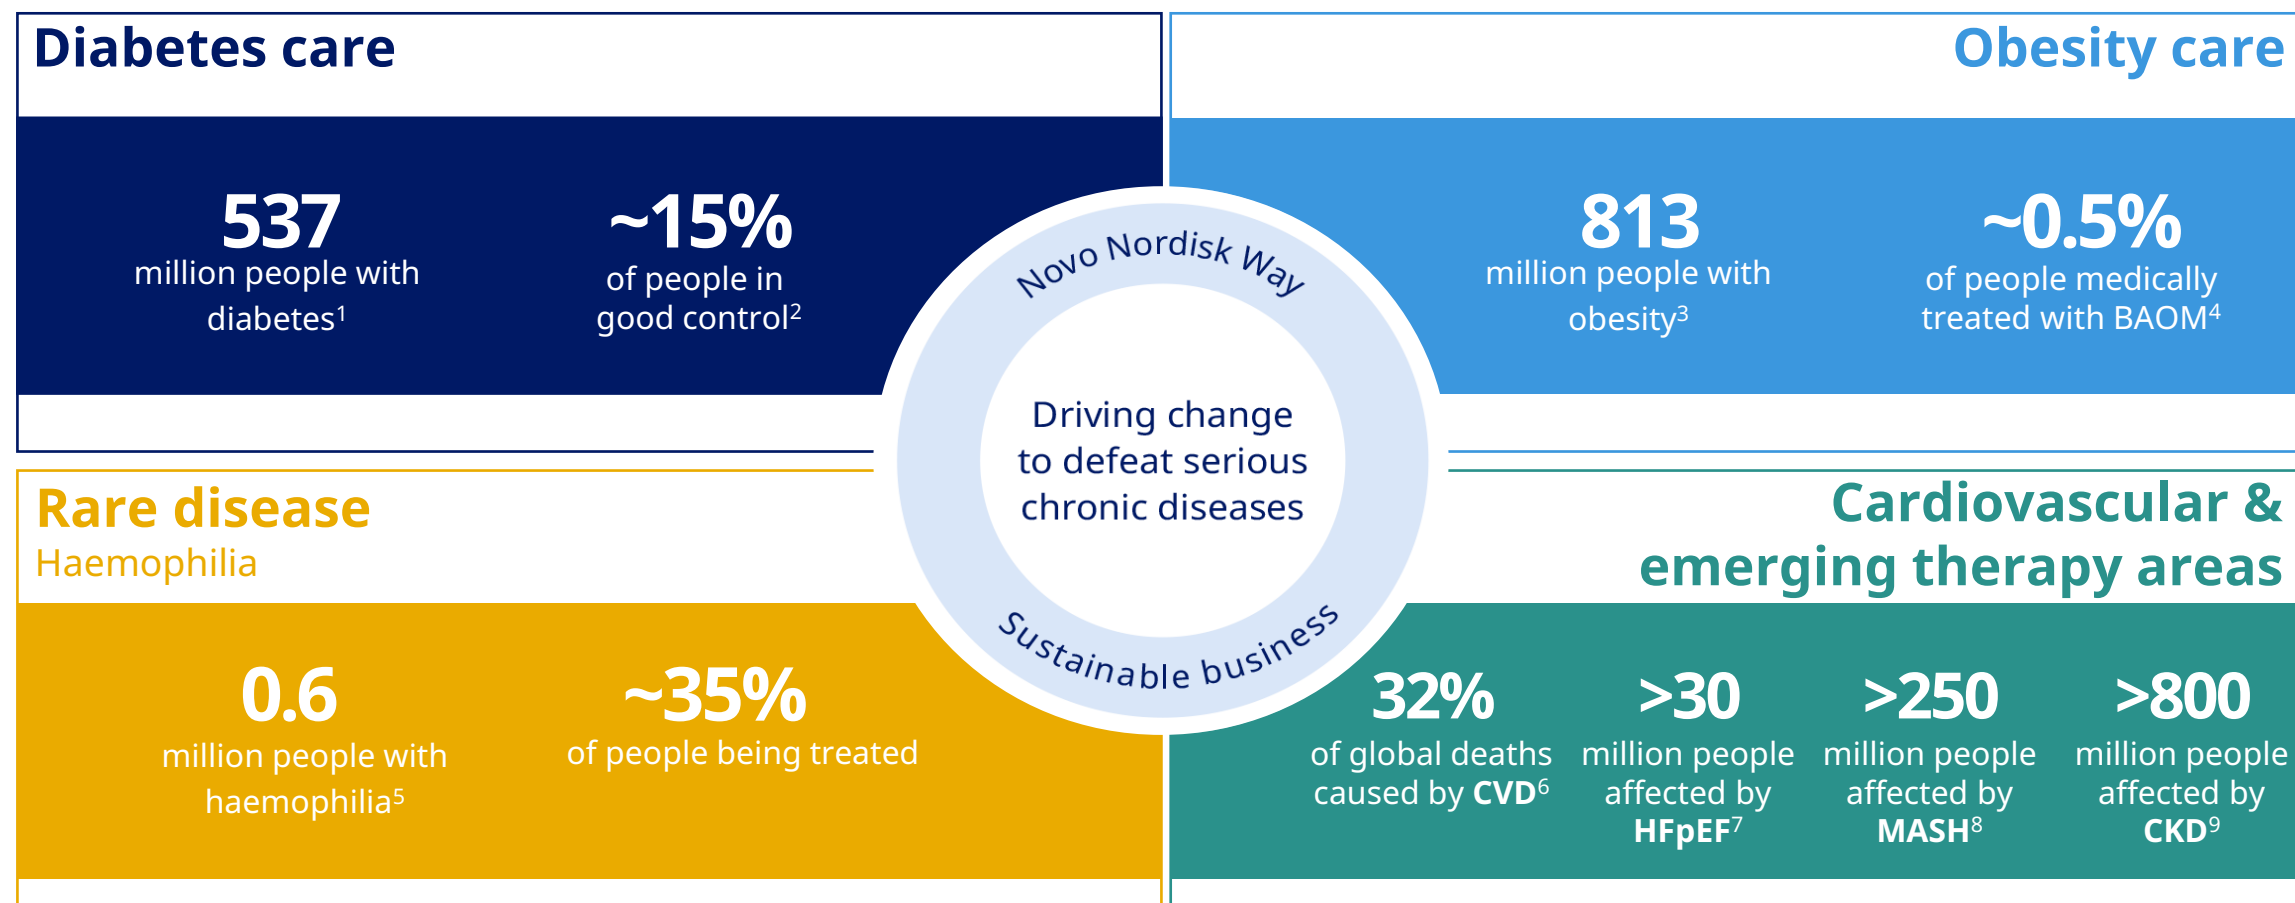 Diabetes care
537
million people with
diabetes¹
~15%
of people in
good control²
Obesity care
813
million people with
obesity³
~0.5%
of people medically
treated with BAOM⁴
Novo Nordisk Way
Driving change
to defeat serious
chronic diseases
Sustainable business
Rare disease
Haemophilia
0.6
million people with
haemophilia⁵
~35%
of people being treated
Cardiovascular &
emerging therapy areas
32%
of global deaths
caused by CVD⁶
>30
million people
affected by
HFpEF⁷
>250
million people
affected by
MASH⁸
>800
million people
affected by
CKD⁹